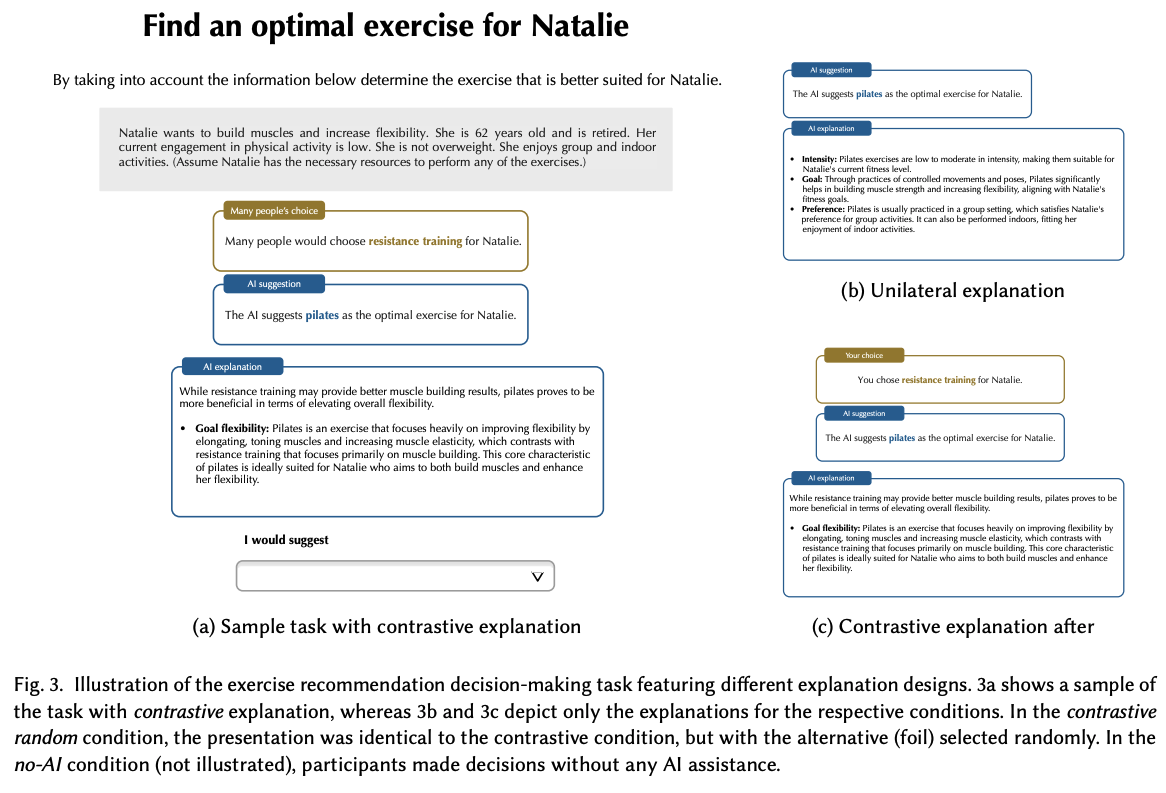 Find an optimal exercise for Natalie
By taking into account the information below determine the exercise that is better suited for Natalie.
Natalie wants to build muscles and increase flexibility. She is 62 years old and is retired. Her
current engagement in physical activity is low. She is not overweight. She enjoys group and indoor
activities. (Assume Natalie has the necessary resources to perform any of the exercises.)
Many people's choice
Many people would choose resistance training for Natalie.
AI suggestion
The AI suggests pilates as the optimal exercise for Natalie.
AI explanation
While resistance training may provide better muscle building results, pilates proves to be
more beneficial in terms of elevating overall flexibility.
• Goal flexibility: Pilates is an exercise that focuses heavily on improving flexibility by
elongating, toning muscles and increasing muscle elasticity, which contrasts with
resistance training that focuses primarily on muscle building. This core characteristic
of pilates is ideally suited for Natalie who aims to both build muscles and enhance
her flexibility.
I would suggest
(a) Sample task with contrastive explanation
AI suggestion
The AI suggests pilates as the optimal exercise for Natalie.
AI explanation
• Intensity: Pilates exercises are low to moderate in intensity, making them suitable for
Natalie's current fitness level.
• Goal: Through practices of controlled movements and poses, Pilates significantly
helps in building muscle strength and increasing flexibility, aligning with Natalie's
fitness goals.
• Preference: Pilates is usually practiced in a group setting, which satisfies Natalie's
preference for group activities. It can also be performed indoors, fitting her
enjoyment of indoor activities.
(b) Unilateral explanation
Your choice
You chose resistance training for Natalie.
AI suggestion
The AI suggests pilates as the optimal exercise for Natalie.
AI explanation
While resistance training may provide better muscle building results, pilates proves to be
more beneficial in terms of elevating overall flexibility.
• Goal flexibility: Pilates is an exercise that focuses heavily on improving flexibility by
elongating, toning muscles and increasing muscle elasticity, which contrasts with
resistance training that focuses primarily on muscle building. This core characteristic
of pilates is ideally suited for Natalie who aims to both build muscles and enhance
her flexibility.
(c) Contrastive explanation after
Fig. 3. Illustration of the exercise recommendation decision-making task featuring different explanation designs. 3a shows a sample of
the task with contrastive explanation, whereas 3b and 3c depict only the explanations for the respective conditions. In the contrastive
random condition, the presentation was identical to the contrastive condition, but with the alternative (foil) selected randomly. In the
no-AI condition (not illustrated), participants made decisions without any AI assistance.